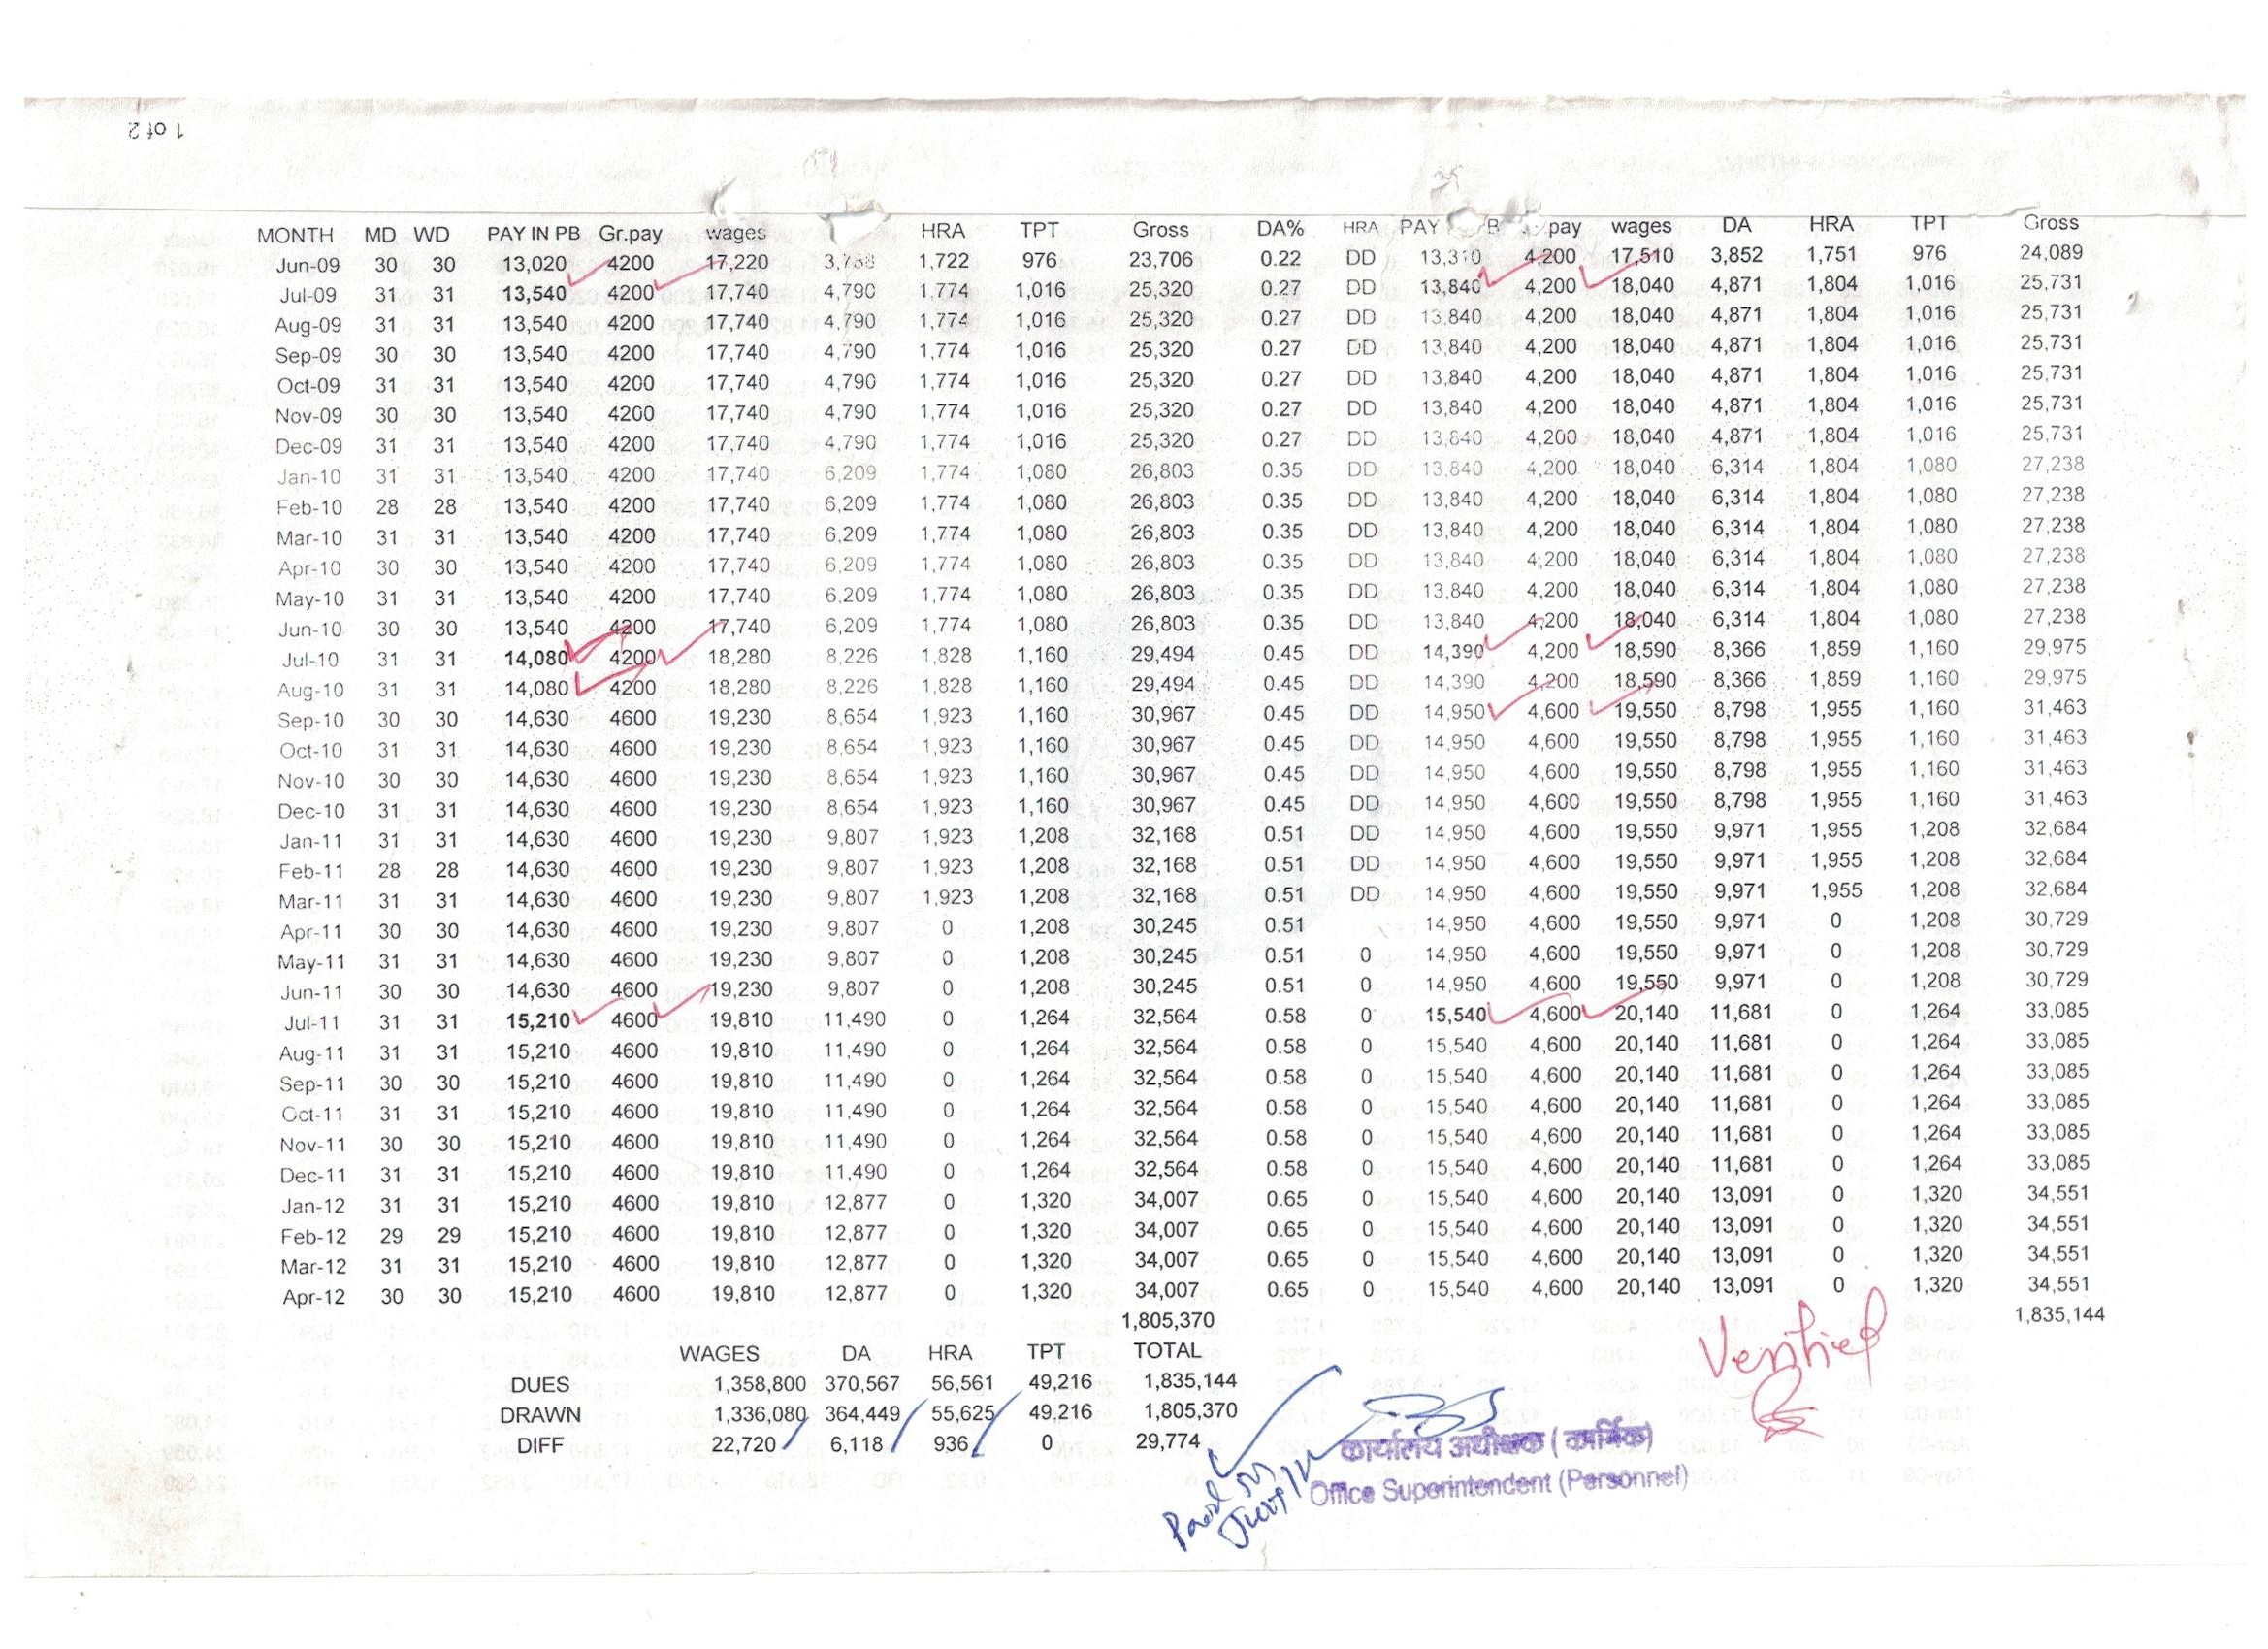 1 of 2
MONTH MD WD PAY IN PB Gr.pay wages HRA TPT Gross DA% HRA PAY B pay wages DA HRA TPT Gross
Jun-09 30 30 13,020 4200 17,220 3,788 1,722 976 23,706 0.22 DD 13,310 4,200 17,510 3,852 1,751 976 24,089
Jul-09 31 31 13,540 4200 17,740 4,790 1,774 1,016 25,320 0.27 DD 13,840 4,200 18,040 4,871 1,804 1,016 25,731
Aug-09 31 31 13,540 4200 17,740 4,790 1,774 1,016 25,320 0.27 DD 13,840 4,200 18,040 4,871 1,804 1,016 25,731
Sep-09 30 30 13,540 4200 17,740 4,790 1,774 1,016 25,320 0.27 DD 13,840 4,200 18,040 4,871 1,804 1,016 25,731
Oct-09 31 31 13,540 4200 17,740 4,790 1,774 1,016 25,320 0.27 DD 13,840 4,200 18,040 4,871 1,804 1,016 25,731
Nov-09 30 30 13,540 4200 17,740 4,790 1,774 1,016 25,320 0.27 DD 13,840 4,200 18,040 4,871 1,804 1,016 25,731
Dec-09 31 31 13,540 4200 17,740 4,790 1,774 1,016 25,320 0.27 DD 13,840 4,200 18,040 4,871 1,804 1,016 25,731
Jan-10 31 31 13,540 4200 17,740 6,209 1,774 1,080 26,803 0.35 DD 13,840 4,200 18,040 6,314 1,804 1,080 27,238
Feb-10 28 28 13,540 4200 17,740 6,209 1,774 1,080 26,803 0.35 DD 13,840 4,200 18,040 6,314 1,804 1,080 27,238
Mar-10 31 31 13,540 4200 17,740 6,209 1,774 1,080 26,803 0.35 DD 13,840 4,200 18,040 6,314 1,804 1,080 27,238
Apr-10 30 30 13,540 4200 17,740 6,209 1,774 1,080 26,803 0.35 DD 13,840 4,200 18,040 6,314 1,804 1,080 27,238
May-10 31 31 13,540 4200 17,740 6,209 1,774 1,080 26,803 0.35 DD 13,840 4,200 18,040 6,314 1,804 1,080 27,238
Jun-10 30 30 13,540 4200 17,740 6,209 1,774 1,080 26,803 0.35 DD 13,840 4,200 18,040 6,314 1,804 1,080 27,238
Jul-10 31 31 14,080 4200 18,280 8,226 1,828 1,160 29,494 0.45 DD 14,390 4,200 18,590 8,366 1,859 1,160 29,975
Aug-10 31 31 14,080 4200 18,280 8,226 1,828 1,160 29,494 0.45 DD 14,390 4,200 18,590 8,366 1,859 1,160 29,975
Sep-10 30 30 14,630 4600 19,230 8,654 1,923 1,160 30,967 0.45 DD 14,950 4,600 19,550 8,798 1,955 1,160 31,463
Oct-10 31 31 14,630 4600 19,230 8,654 1,923 1,160 30,967 0.45 DD 14,950 4,600 19,550 8,798 1,955 1,160 31,463
Nov-10 30 30 14,630 4600 19,230 8,654 1,923 1,160 30,967 0.45 DD 14,950 4,600 19,550 8,798 1,955 1,160 31,463
Dec-10 31 31 14,630 4600 19,230 8,654 1,923 1,160 30,967 0.45 DD 14,950 4,600 19,550 8,798 1,955 1,160 31,463
Jan-11 31 31 14,630 4600 19,230 9,807 1,923 1,208 32,168 0.51 DD 14,950 4,600 19,550 9,971 1,955 1,208 32,684
Feb-11 28 28 14,630 4600 19,230 9,807 1,923 1,208 32,168 0.51 DD 14,950 4,600 19,550 9,971 1,955 1,208 32,684
Mar-11 31 31 14,630 4600 19,230 9,807 1,923 1,208 32,168 0.51 DD 14,950 4,600 19,550 9,971 1,955 1,208 32,684
Apr-11 30 30 14,630 4600 19,230 9,807 0 1,208 30,245 0.51 14,950 4,600 19,550 9,971 0 1,208 30,729
May-11 31 31 14,630 4600 19,230 9,807 0 1,208 30,245 0.51 0 14,950 4,600 19,550 9,971 0 1,208 30,729
Jun-11 30 30 14,630 4600 19,230 9,807 0 1,208 30,245 0.51 0 14,950 4,600 19,550 9,971 0 1,208 30,729
Jul-11 31 31 15,210 4600 19,810 11,490 0 1,264 32,564 0.58 0 15,540 4,600 20,140 11,681 0 1,264 33,085
Aug-11 31 31 15,210 4600 19,810 11,490 0 1,264 32,564 0.58 0 15,540 4,600 20,140 11,681 0 1,264 33,085
Sep-11 30 30 15,210 4600 19,810 11,490 0 1,264 32,564 0.58 0 15,540 4,600 20,140 11,681 0 1,264 33,085
Oct-11 31 31 15,210 4600 19,810 11,490 0 1,264 32,564 0.58 0 15,540 4,600 20,140 11,681 0 1,264 33,085
Nov-11 30 30 15,210 4600 19,810 11,490 0 1,264 32,564 0.58 0 15,540 4,600 20,140 11,681 0 1,264 33,085
Dec-11 31 31 15,210 4600 19,810 11,490 0 1,264 32,564 0.58 0 15,540 4,600 20,140 11,681 0 1,264 33,085
Jan-12 31 31 15,210 4600 19,810 12,877 0 1,320 34,007 0.65 0 15,540 4,600 20,140 13,091 0 1,320 34,551
Feb-12 29 29 15,210 4600 19,810 12,877 0 1,320 34,007 0.65 0 15,540 4,600 20,140 13,091 0 1,320 34,551
Mar-12 31 31 15,210 4600 19,810 12,877 0 1,320 34,007 0.65 0 15,540 4,600 20,140 13,091 0 1,320 34,551
Apr-12 30 30 15,210 4600 19,810 12,877 0 1,320 34,007 0.65 0 15,540 4,600 20,140 13,091 0 1,320 34,551
1,805,370 1,835,144
WAGES DA HRA TPT TOTAL
DUES 1,358,800 370,567 56,561 49,216 1,835,144
DRAWN 1,336,080 364,449 55,625 49,216 1,805,370
DIFF 22,720 6,118 936 0 29,774
Verified
कार्यालय अधीक्षक (कार्मिक)
Office Superintendent (Personnel)